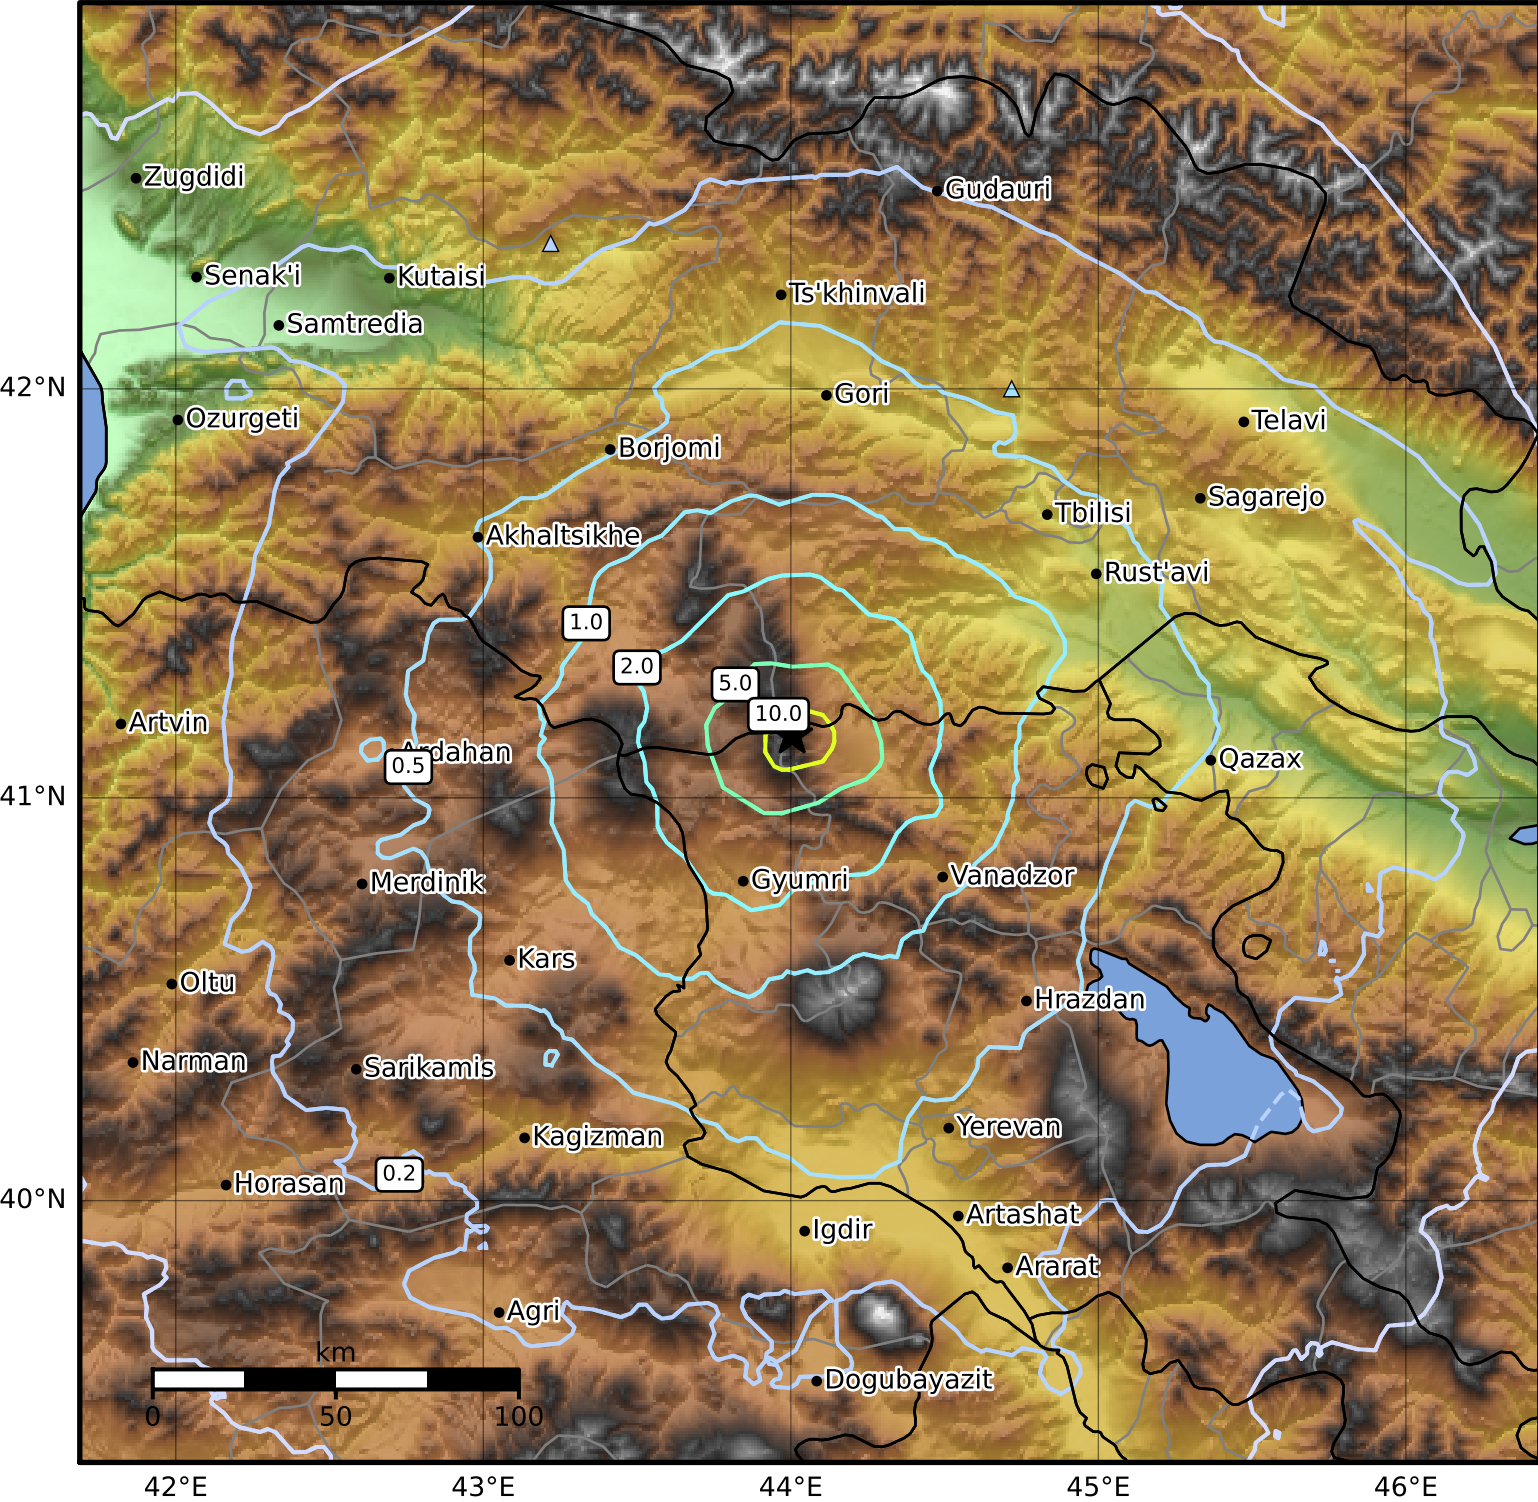 Zugdidi
Gudauri
Senak'i
Kutaisi
Ts'khinvali
Samtredia
42°N
Gori
Ozurgeti
Telavi
Borjomi
Sagarejo
Tbilisi
Akhaltsikhe
Rust'avi
1.0
2.0
5.0
10.0
Artvin
Ardahan
0.5
Qazax
41°N
Gyumri
Vanadzor
Merdinik
Kars
Oltu
Hrazdan
Narman
Sarikamis
Yerevan
Kagizman
0.2
Horasan
40°N
Artashat
Igdir
Ararat
Agri
km
Dogubayazit
0 50 100
42°E 43°E 44°E 45°E 46°E